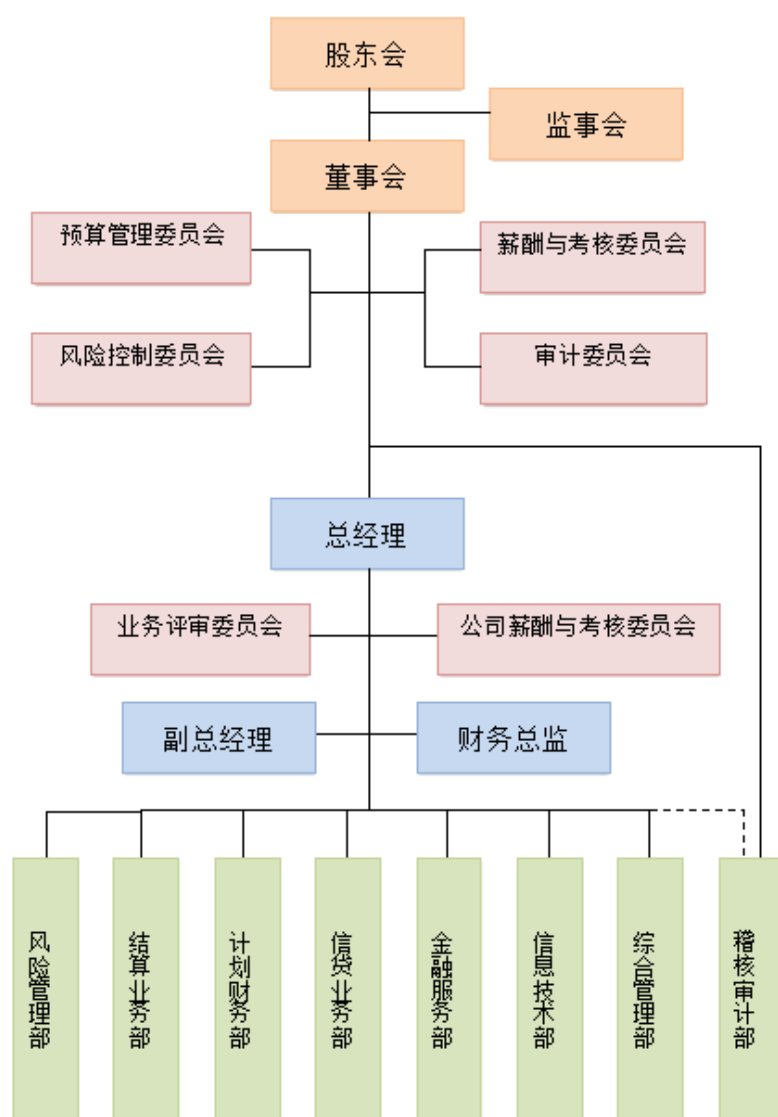 股东会
监事会
董事会
预算管理委员会
薪酬与考核委员会
风险控制委员会
审计委员会
总经理
业务评审委员会
公司薪酬与考核委员会
副总经理
财务总监
风险管理部
结算业务部
计划财务部
信贷业务部
金融服务部
信息技术部
综合管理部
稽核审计部